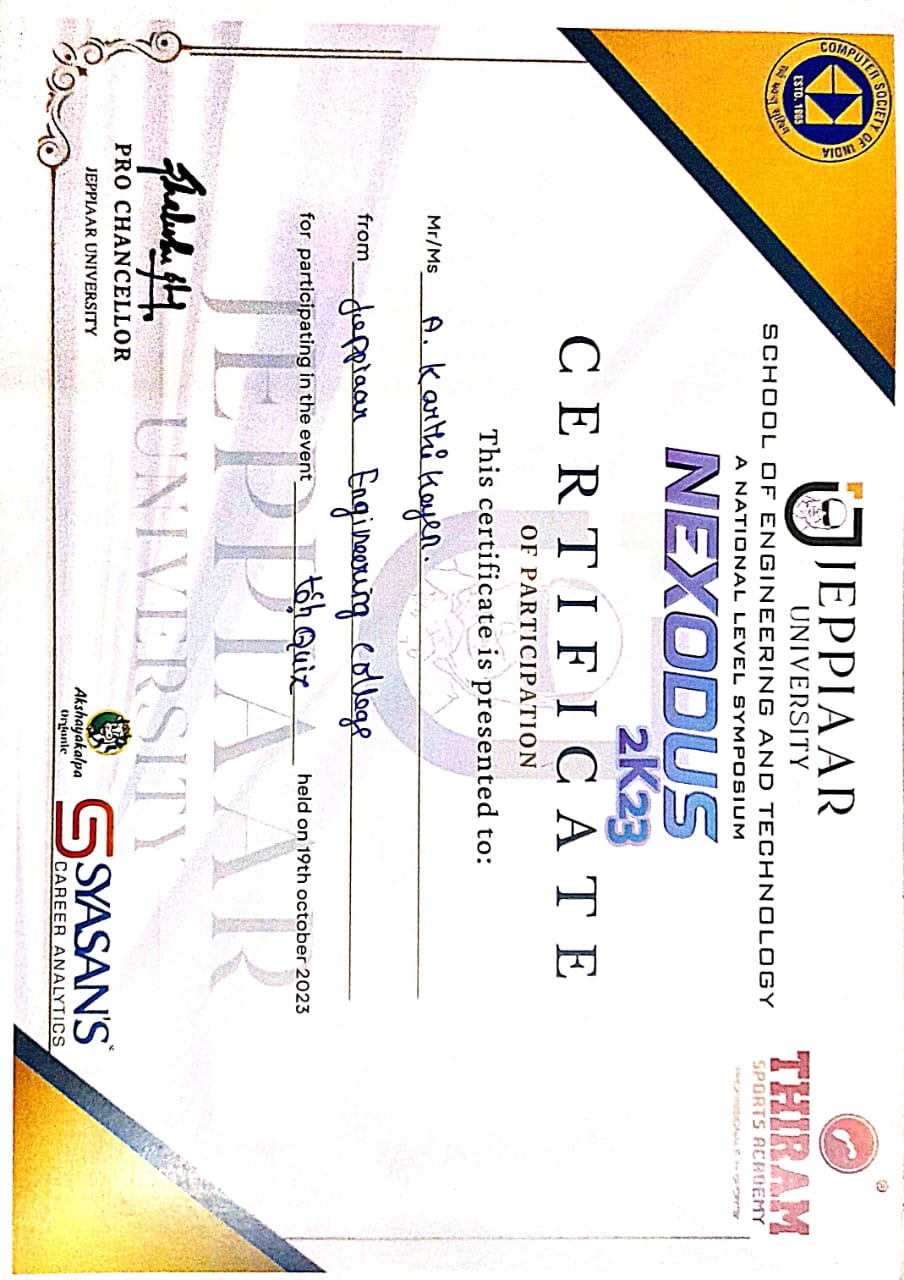 COMPUTER SOCIETY OF INDIA
ESTD. 1965
सर्वे भवन्तु सुखिनः
JEPPIAAR
UNIVERSITY
SCHOOL OF ENGINEERING AND TECHNOLOGY
A NATIONAL LEVEL SYMPOSIUM
NEXODUS
2K23
THIRAM
SPORTS ACADEMY
CERTIFICATE
OF PARTICIPATION
This certificate is presented to:
Mr/Ms A. Karthikeyen.
from Jeppiaar Engineering College
for participating in the event Quiz held on 19th october 2023
JEPPIAAR
UNIVERSITY
PRO CHANCELLOR
JEPPIAAR UNIVERSITY
Akshayakalpa
Organic
SYASAN'S
CAREER ANALYTICS